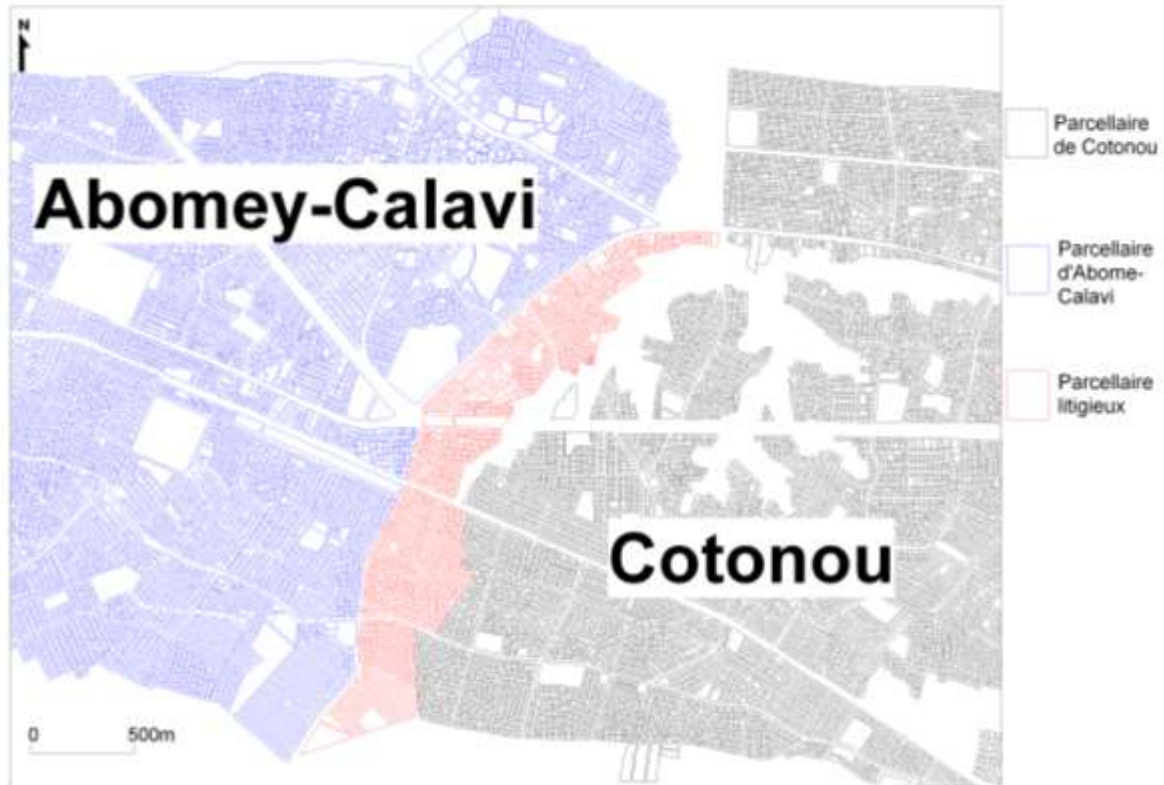 N
Abomey-Calavi
Cotonou
0 500m
Parcellaire
de Cotonou
Parcellaire
d'Abome-
Calavi
Parcellaire
litigieux